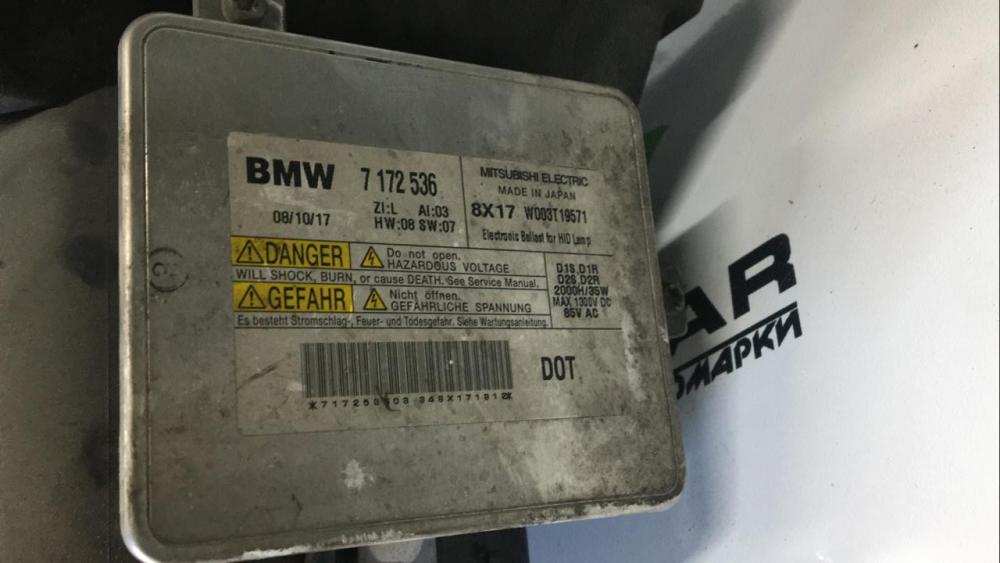 BMW 7 172 536
08/10/17 ZI:L AI:03
HW:08 SW:07
MITSUBISHI ELECTRIC
MADE IN JAPAN
8X17 W003T19571
Electronic Ballast for HID Lamp
DANGER Do not open.
HAZARDOUS VOLTAGE
WILL SHOCK, BURN, or cause DEATH. See Service Manual.
GEFAHR Nicht öffnen.
GEFÄHRLICHE SPANNUNG
Es besteht Stromschlag-, Feuer- und Todesgefahr. Siehe Wartungsanleitung.
D1S,D1R
D2S,D2R
2000H/35W
MAX 1300V DC
85V AC
DOT
AR
ОМАРКИ